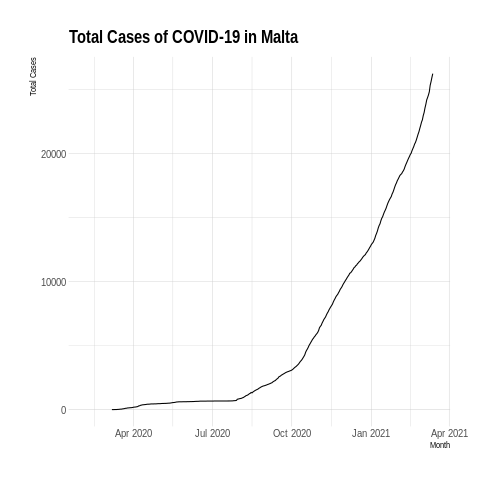 Total Cases of COVID-19 in Malta
Total Cases
20000
10000
0
Apr 2020 Jul 2020 Oct 2020 Jan 2021 Apr 2021
Month